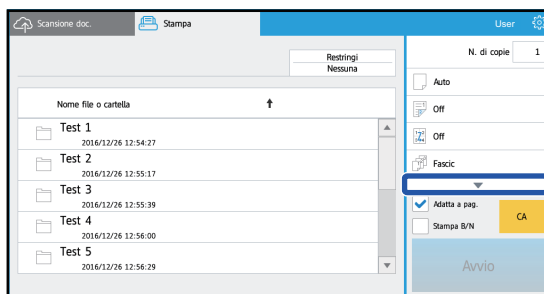 Scansione doc.
Stampa
User
Restringi
Nessuna
N. di copie 1
Nome file o cartella
Test 1
2016/12/26 12:54:27
Test 2
2016/12/26 12:55:17
Test 3
2016/12/26 12:55:39
Test 4
2016/12/26 12:56:00
Test 5
2016/12/26 12:56:29
Auto
Off
Off
Fascic
Adatta a pag.
Stampa B/N
CA
Avvio